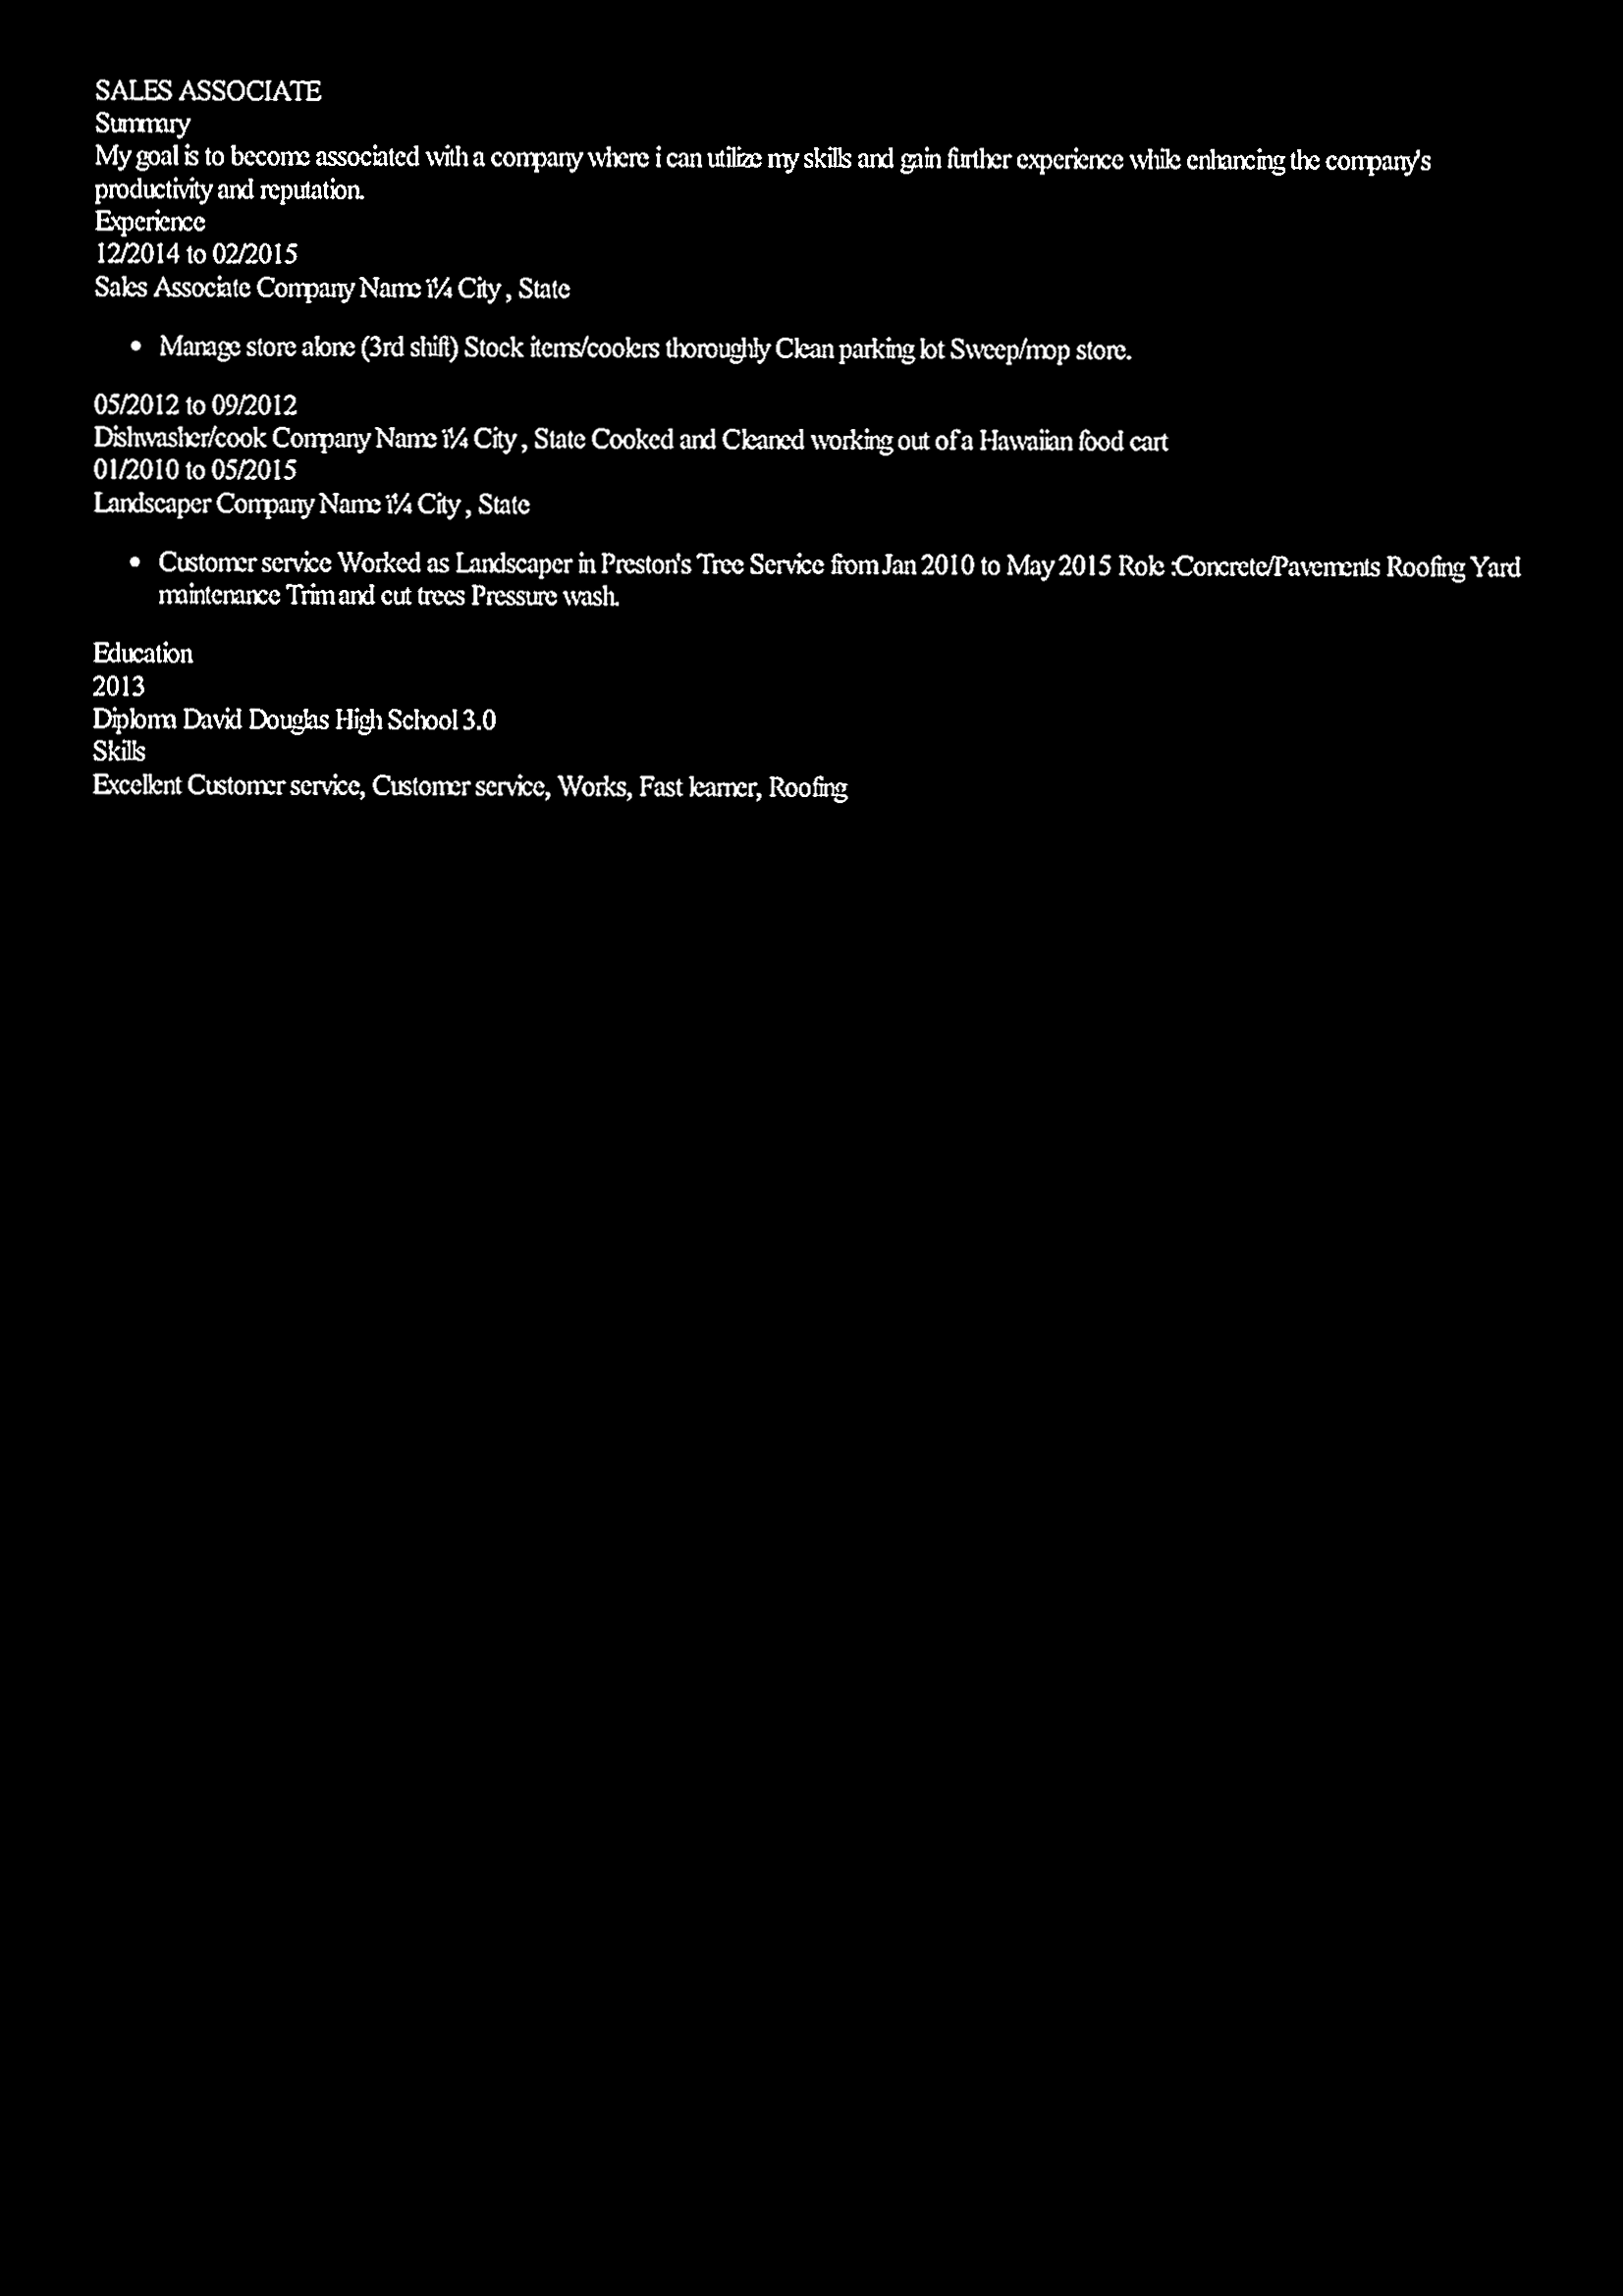 SALES ASSOCIATE
Summary
My goal is to become associated with a company where i can utilize my skills and gain further experience while enhancing the company's
productivity and reputation.
Experience
12/2014 to 02/2015
Sales Associate Company Name ï¼ City , State
• Manage store alone (3rd shift) Stock items/coolers thoroughly Clean parking lot Sweep/mop store.
05/2012 to 09/2012
Dishwasher/cook Company Name ï¼ City , State Cooked and Cleaned working out of a Hawaiian food cart
01/2010 to 05/2015
Landscaper Company Name ï¼ City , State
• Customer service Worked as Landscaper in Preston's Tree Service from Jan 2010 to May 2015 Role :Concrete/Pavements Roofing Yard
maintenance Trim and cut trees Pressure wash.
Education
2013
Diploma David Douglas High School 3.0
Skills
Excellent Customer service, Customer service, Works, Fast learner, Roofing